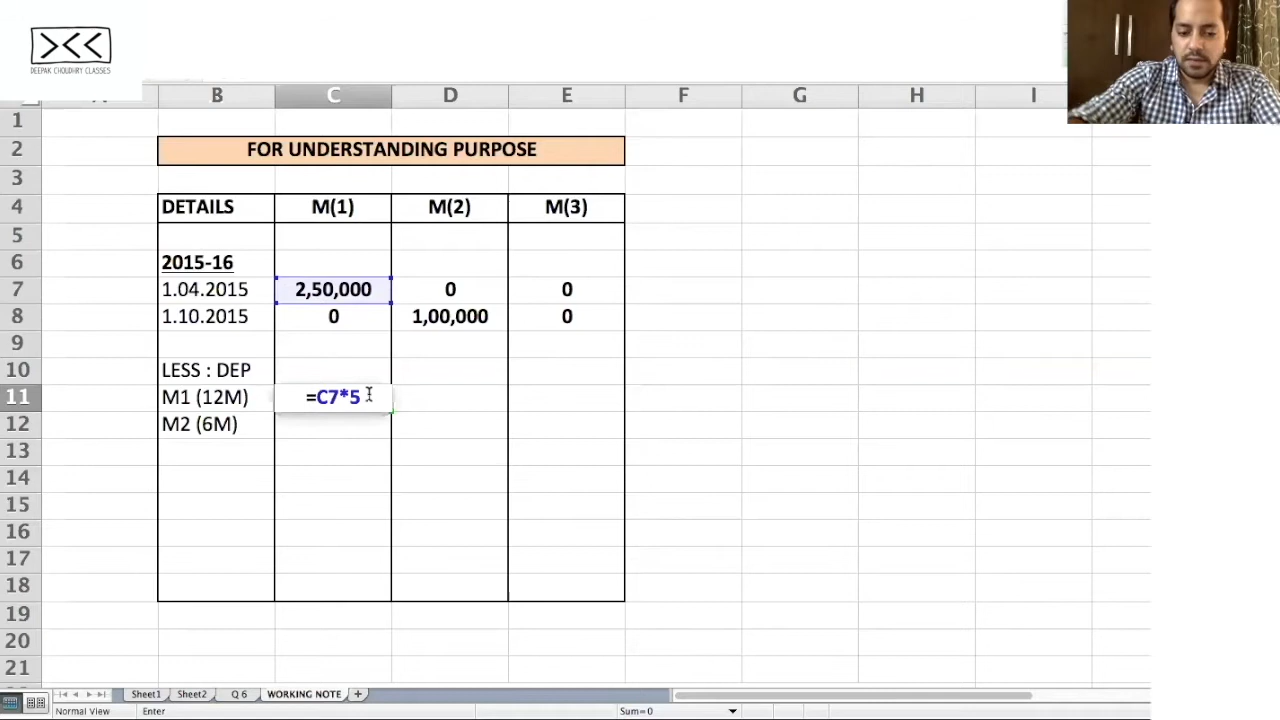 DEEPAK CHOUDHRY CLASSES
A B C D E F G H I
1
2 FOR UNDERSTANDING PURPOSE
3
4 DETAILS M(1) M(2) M(3)
5
6 2015-16
7 1.04.2015 2,50,000 0 0
8 1.10.2015 0 1,00,000 0
9
10 LESS : DEP
11 M1 (12M) =C7*5
12 M2 (6M)
13
14
15
16
17
18
19
20
21
Sheet1 Sheet2 Q 6 WORKING NOTE +
Normal View Enter Sum=0